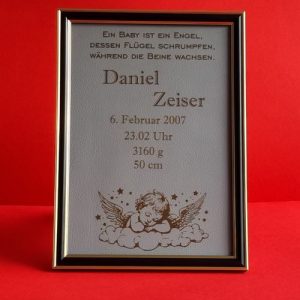 Ein Baby ist ein Engel,
dessen Flügel schrumpfen,
während die Beine wachsen.
Daniel
Zeiser
6. Februar 2007
23.02 Uhr
3160 g
50 cm